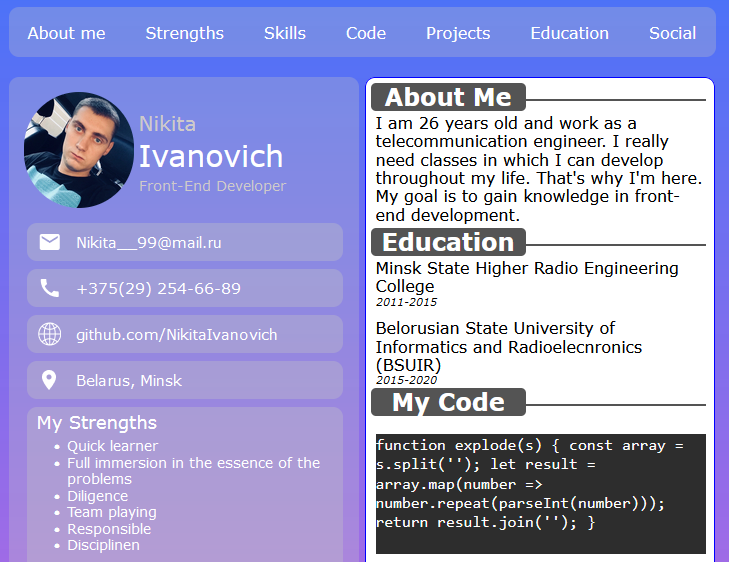 About me Strengths Skills Code Projects Education Social
Nikita
Ivanovich
Front-End Developer
Nikita__99@mail.ru
+375(29) 254-66-89
github.com/NikitaIvanovich
Belarus, Minsk
My Strengths
• Quick learner
• Full immersion in the essence of the
problems
• Diligence
• Team playing
• Responsible
• Disciplinen
About Me
I am 26 years old and work as a
telecommunication engineer. I really
need classes in which I can develop
throughout my life. That's why I'm here.
My goal is to gain knowledge in front-
end development.
Education
Minsk State Higher Radio Engineering
College
2011-2015
Belorusian State University of
Informatics and Radioelecnronics
(BSUIR)
2015-2020
My Code
function explode(s) { const array =
s.split(''); let result =
array.map(number =>
number.repeat(parseInt(number)));
return result.join(''); }